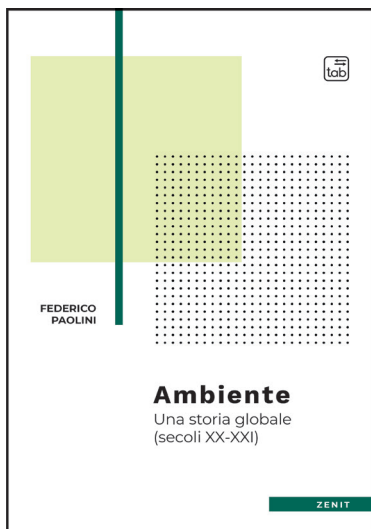 tab
FEDERICO
PAOLINI
Ambiente
Una storia globale
(secoli XX-XXI)
ZENIT